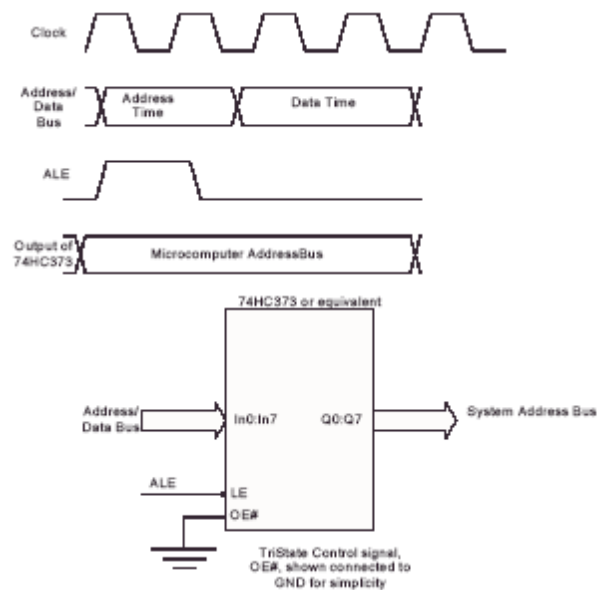 Clock
Address/
Data
Bus
Address
Time
Data Time
ALE
Output of
74HC373
Microcomputer AddressBus
74HC373 or equivalent
Address/
Data Bus
In0:In7
Q0:Q7
System Address Bus
ALE
LE
OE#
TriState Control signal,
OE#, shown connected to
GND for simplicity